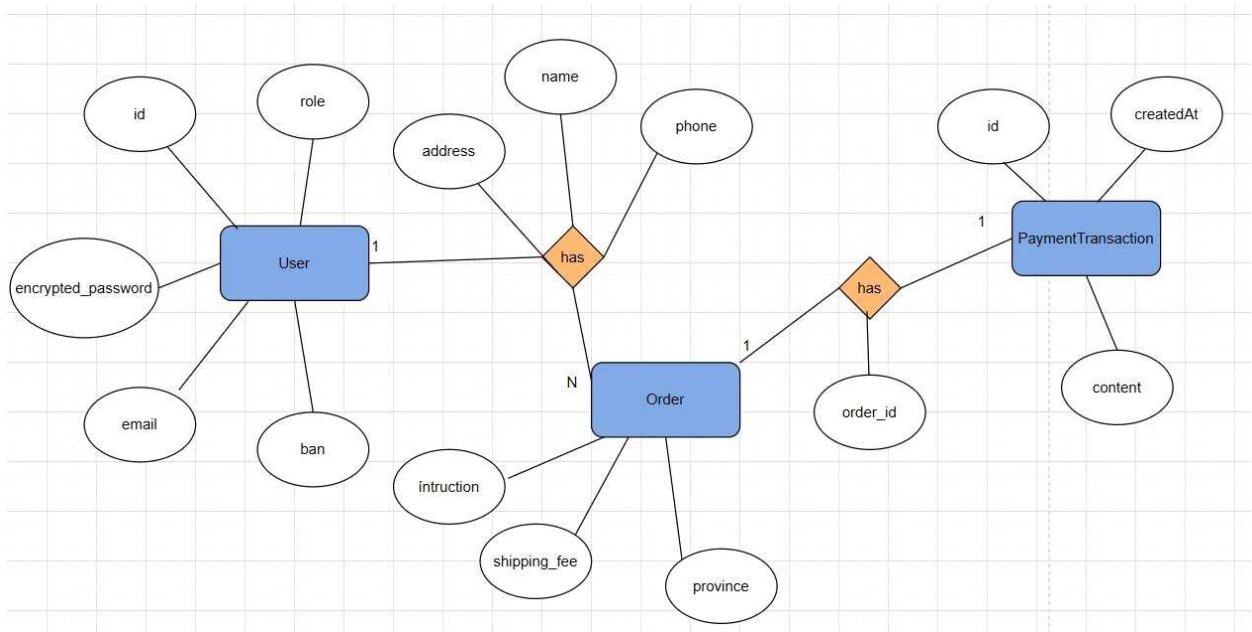 name
role
id
createdAt
phone
id
address
1
1
PaymentTransaction
User
has
encrypted_password
has
1
N
Order
content
order_id
email
ban
intruction
shipping_fee
province